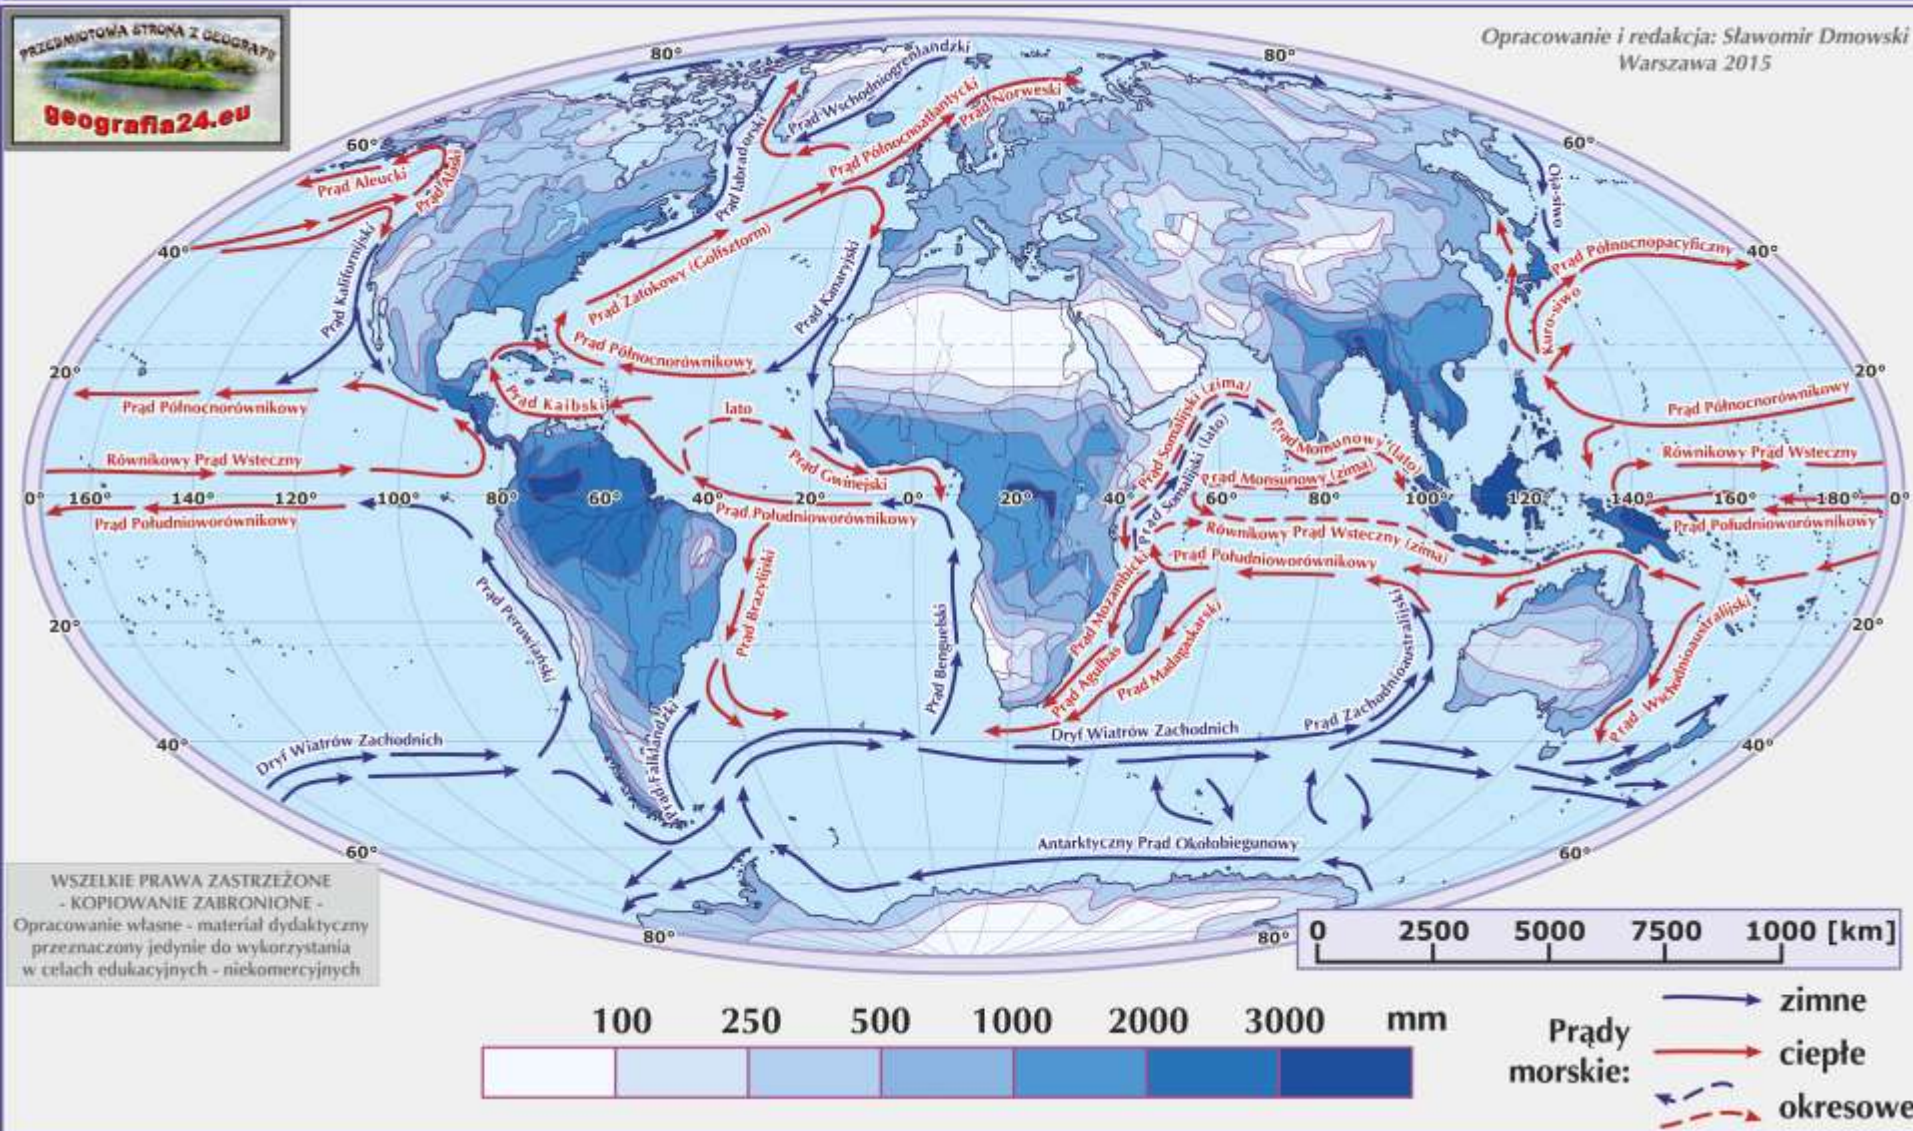 PRZEDMIOTOWA STRONA Z GEOGRAFII
geografia24.eu
Opracowanie i redakcja: Sławomir Dmowski
Warszawa 2015
80°
80°
60°
60°
40°
40°
20°
20°
0°
160°
140°
120°
100°
80°
60°
40°
20°
0°
20°
40°
60°
80°
100°
120°
140°
160°
180°
0°
20°
20°
40°
40°
60°
60°
80°
80°
Prąd Wschodniogrenlandzki
Prąd Północnoatlantycki
Prąd Norweski
Prąd labradorski
Prąd Aleucki
Prąd Alaski
Prąd Kalifornijski
Prąd Zatokowy (Golfsztorm)
Prąd Kanaryjski
Prąd Północnorównikowy
Prąd Kaibski
lato
Prąd Gwinejski
Prąd Północnorównikowy
Równikowy Prąd Wsteczny
Prąd Południoworównikowy
Prąd Południoworównikowy
Prąd Brazylijski
Prąd Peruwiański
Prąd Falklandzki
Prąd Benguelski
Dryf Wiatrów Zachodnich
Oja-siwo
Prąd Północnopacyficzny
Kuro-siwo
Prąd Północnorównikowy
Równikowy Prąd Wsteczny
Prąd Południoworównikowy
Prąd Somalijski (zima)
Prąd Somalijski (lato)
Prąd Monsunowy (lato)
Prąd Monsunowy (zima)
Równikowy Prąd Wsteczny (zima)
Prąd Południoworównikowy
Prąd Mozambicki
Prąd Agulhas
Prąd Madagaskarski
Prąd Zachodnioaustralijski
Prąd Wschodnioaustralijski
Dryf Wiatrów Zachodnich
Antarktyczny Prąd Okołobiegunowy
WSZELKIE PRAWA ZASTRZEŻONE
- KOPIOWANIE ZABRONIONE -
Opracowanie własne - materiał dydaktyczny
przeznaczony jedynie do wykorzystania
w celach edukacyjnych - niekomercyjnych
0 2500 5000 7500 1000 [km]
100 250 500 1000 2000 3000 mm
Prądy
morskie:
zimne
ciepłe
okresowe